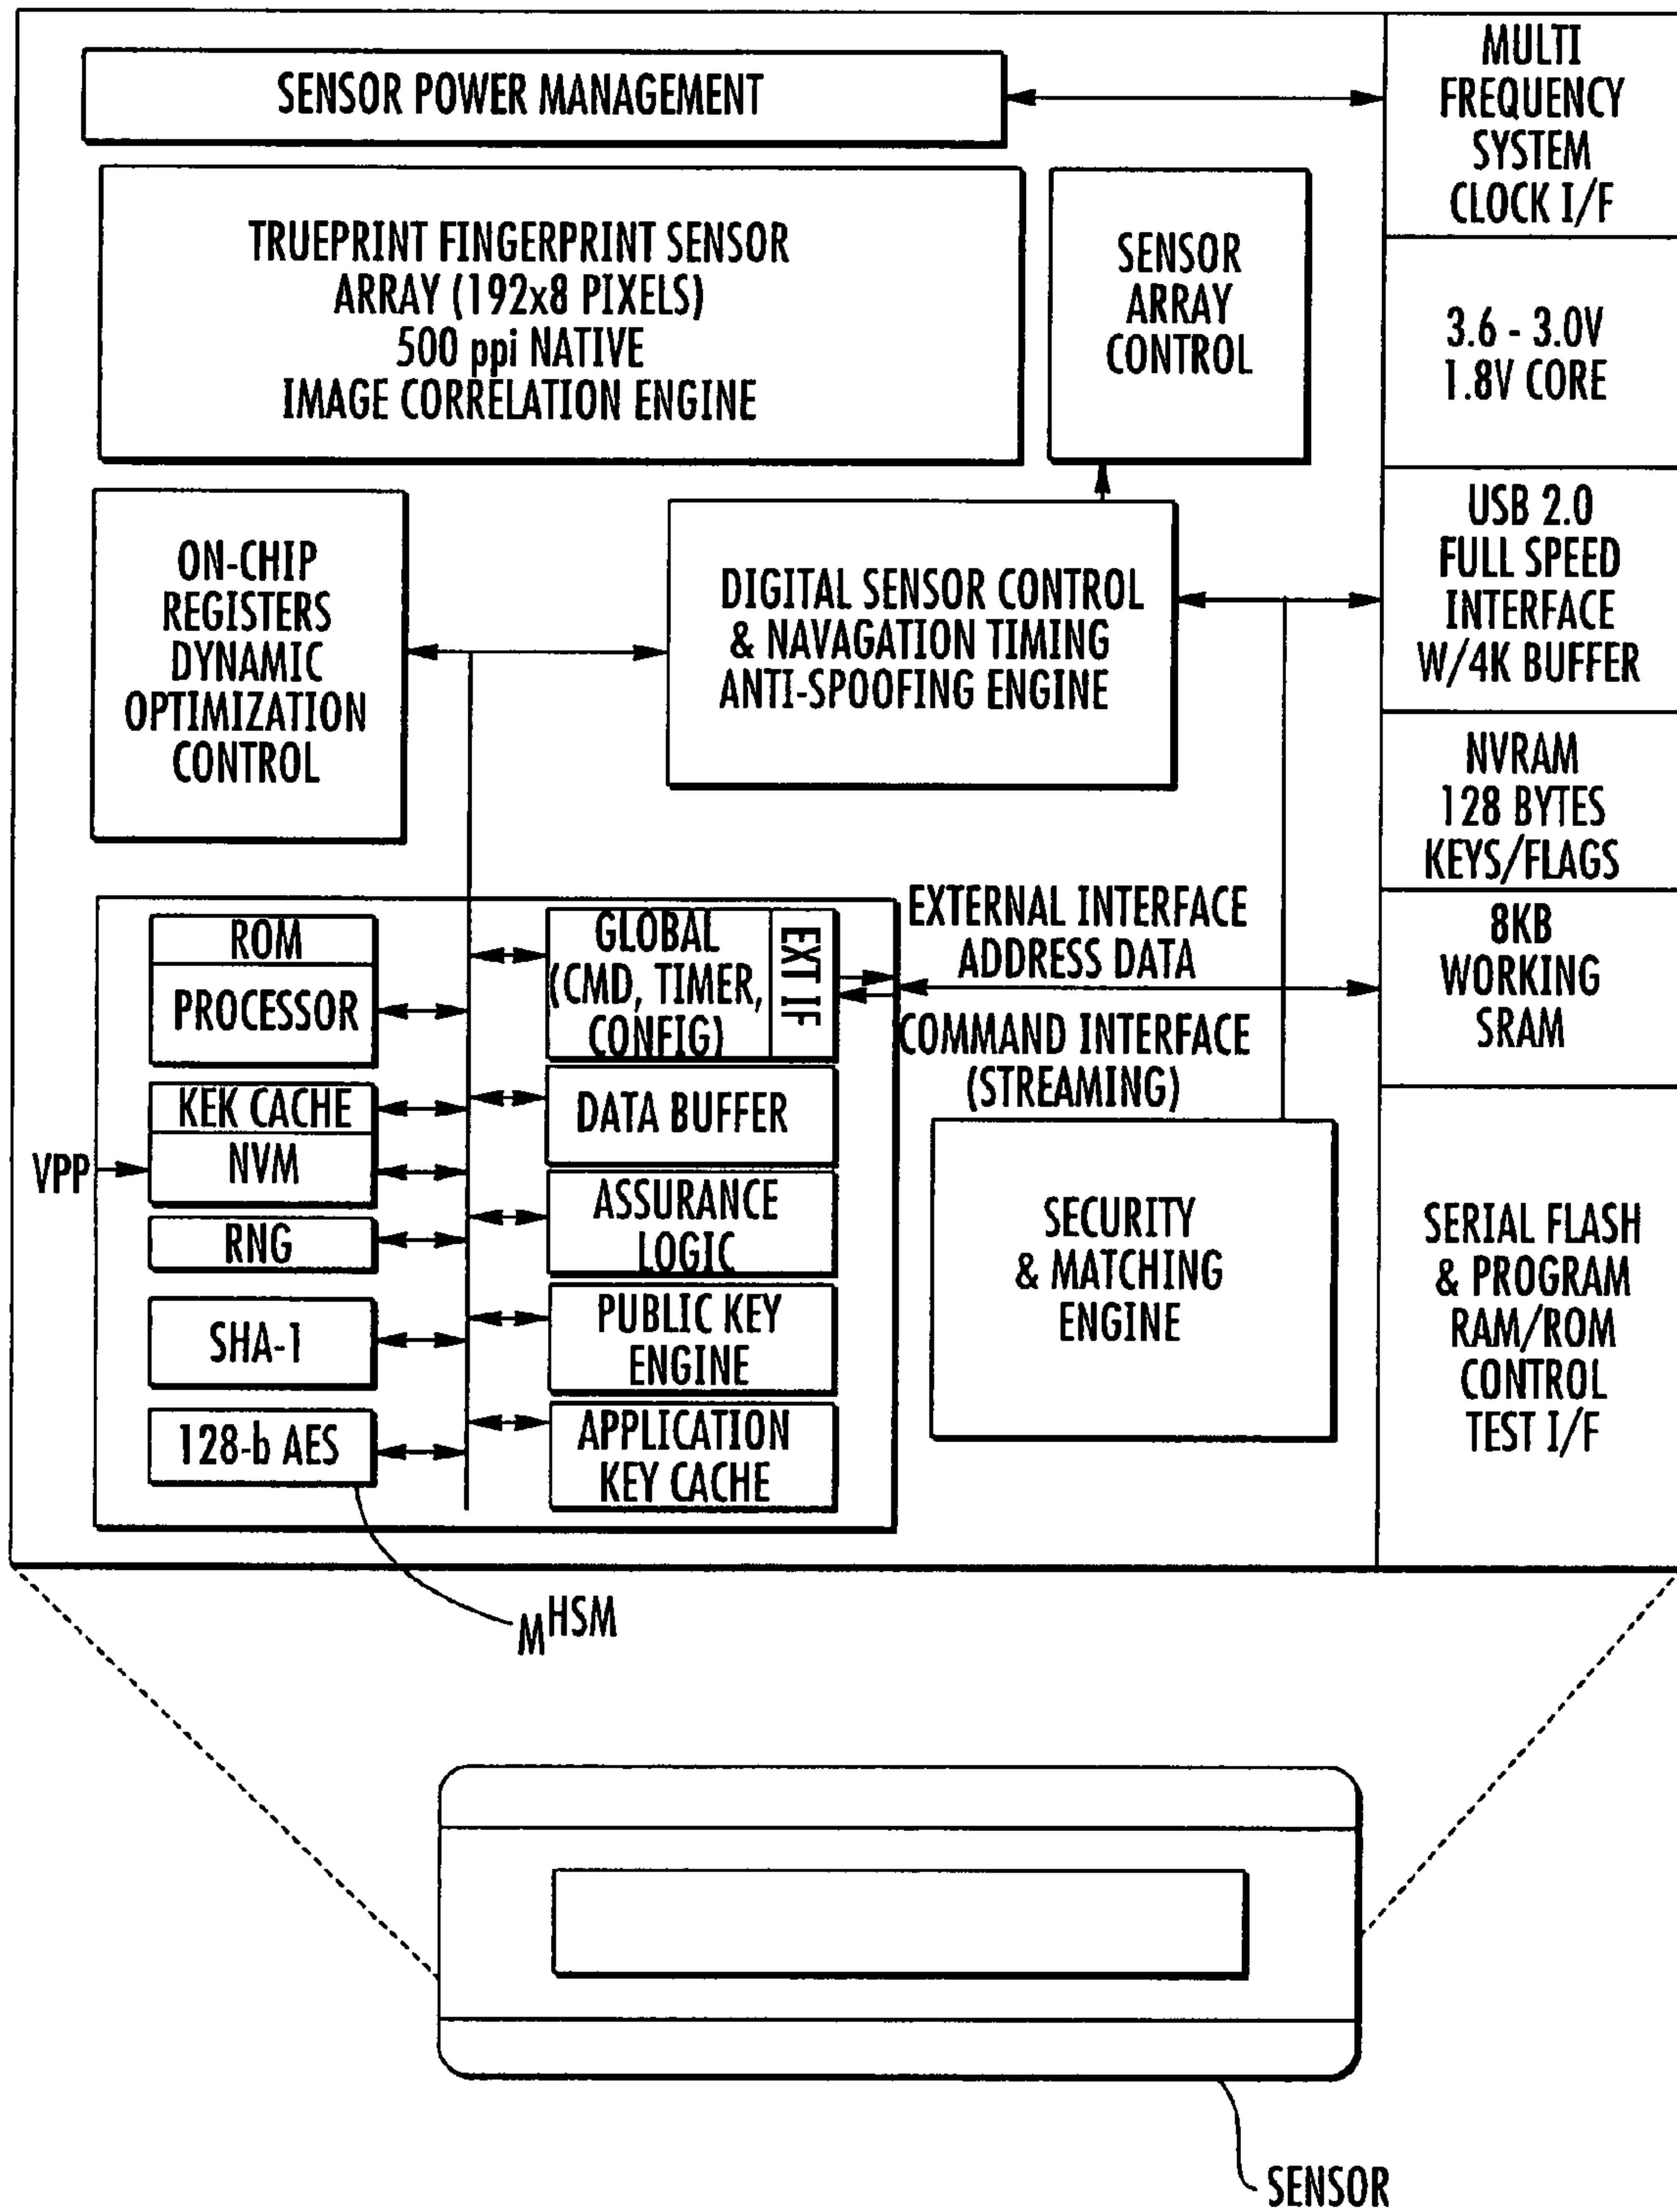 SENSOR POWER MANAGEMENT
TRUEPRINT FINGERPRINT SENSOR
ARRAY (192x8 PIXELS)
500 ppi NATIVE
IMAGE CORRELATION ENGINE
SENSOR
ARRAY
CONTROL
MULTI
FREQUENCY
SYSTEM
CLOCK I/F
3.6 - 3.0V
1.8V CORE
USB 2.0
FULL SPEED
INTERFACE
W/4K BUFFER
NVRAM
128 BYTES
KEYS/FLAGS
8KB
WORKING
SRAM
SERIAL FLASH
& PROGRAM
RAM/ROM
CONTROL
TEST I/F
ON-CHIP
REGISTERS
DYNAMIC
OPTIMIZATION
CONTROL
DIGITAL SENSOR CONTROL
& NAVAGATION TIMING
ANTI-SPOOFING ENGINE
ROM
PROCESSOR
KEK CACHE
VPP
NVM
RNG
SHA-1
128-b AES
GLOBAL
(CMD, TIMER,
CONFIG)
EXT IF
DATA BUFFER
ASSURANCE
LOGIC
PUBLIC KEY
ENGINE
APPLICATION
KEY CACHE
EXTERNAL INTERFACE
ADDRESS DATA
COMMAND INTERFACE
(STREAMING)
SECURITY
& MATCHING
ENGINE
MHSM
SENSOR